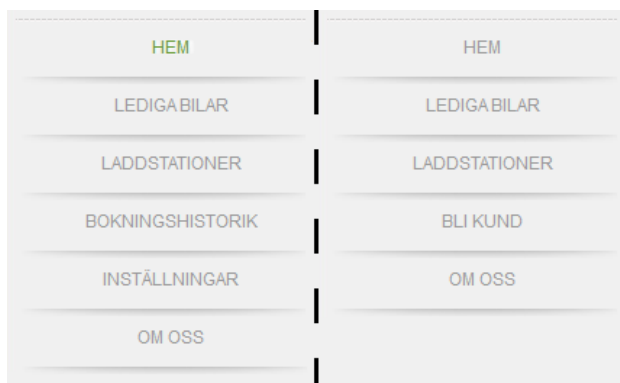 HEM
LEDIGA BILAR
LADDSTATIONER
BOKNINGSHISTORIK
INSTÄLLNINGAR
OM OSS
HEM
LEDIGA BILAR
LADDSTATIONER
BLI KUND
OM OSS